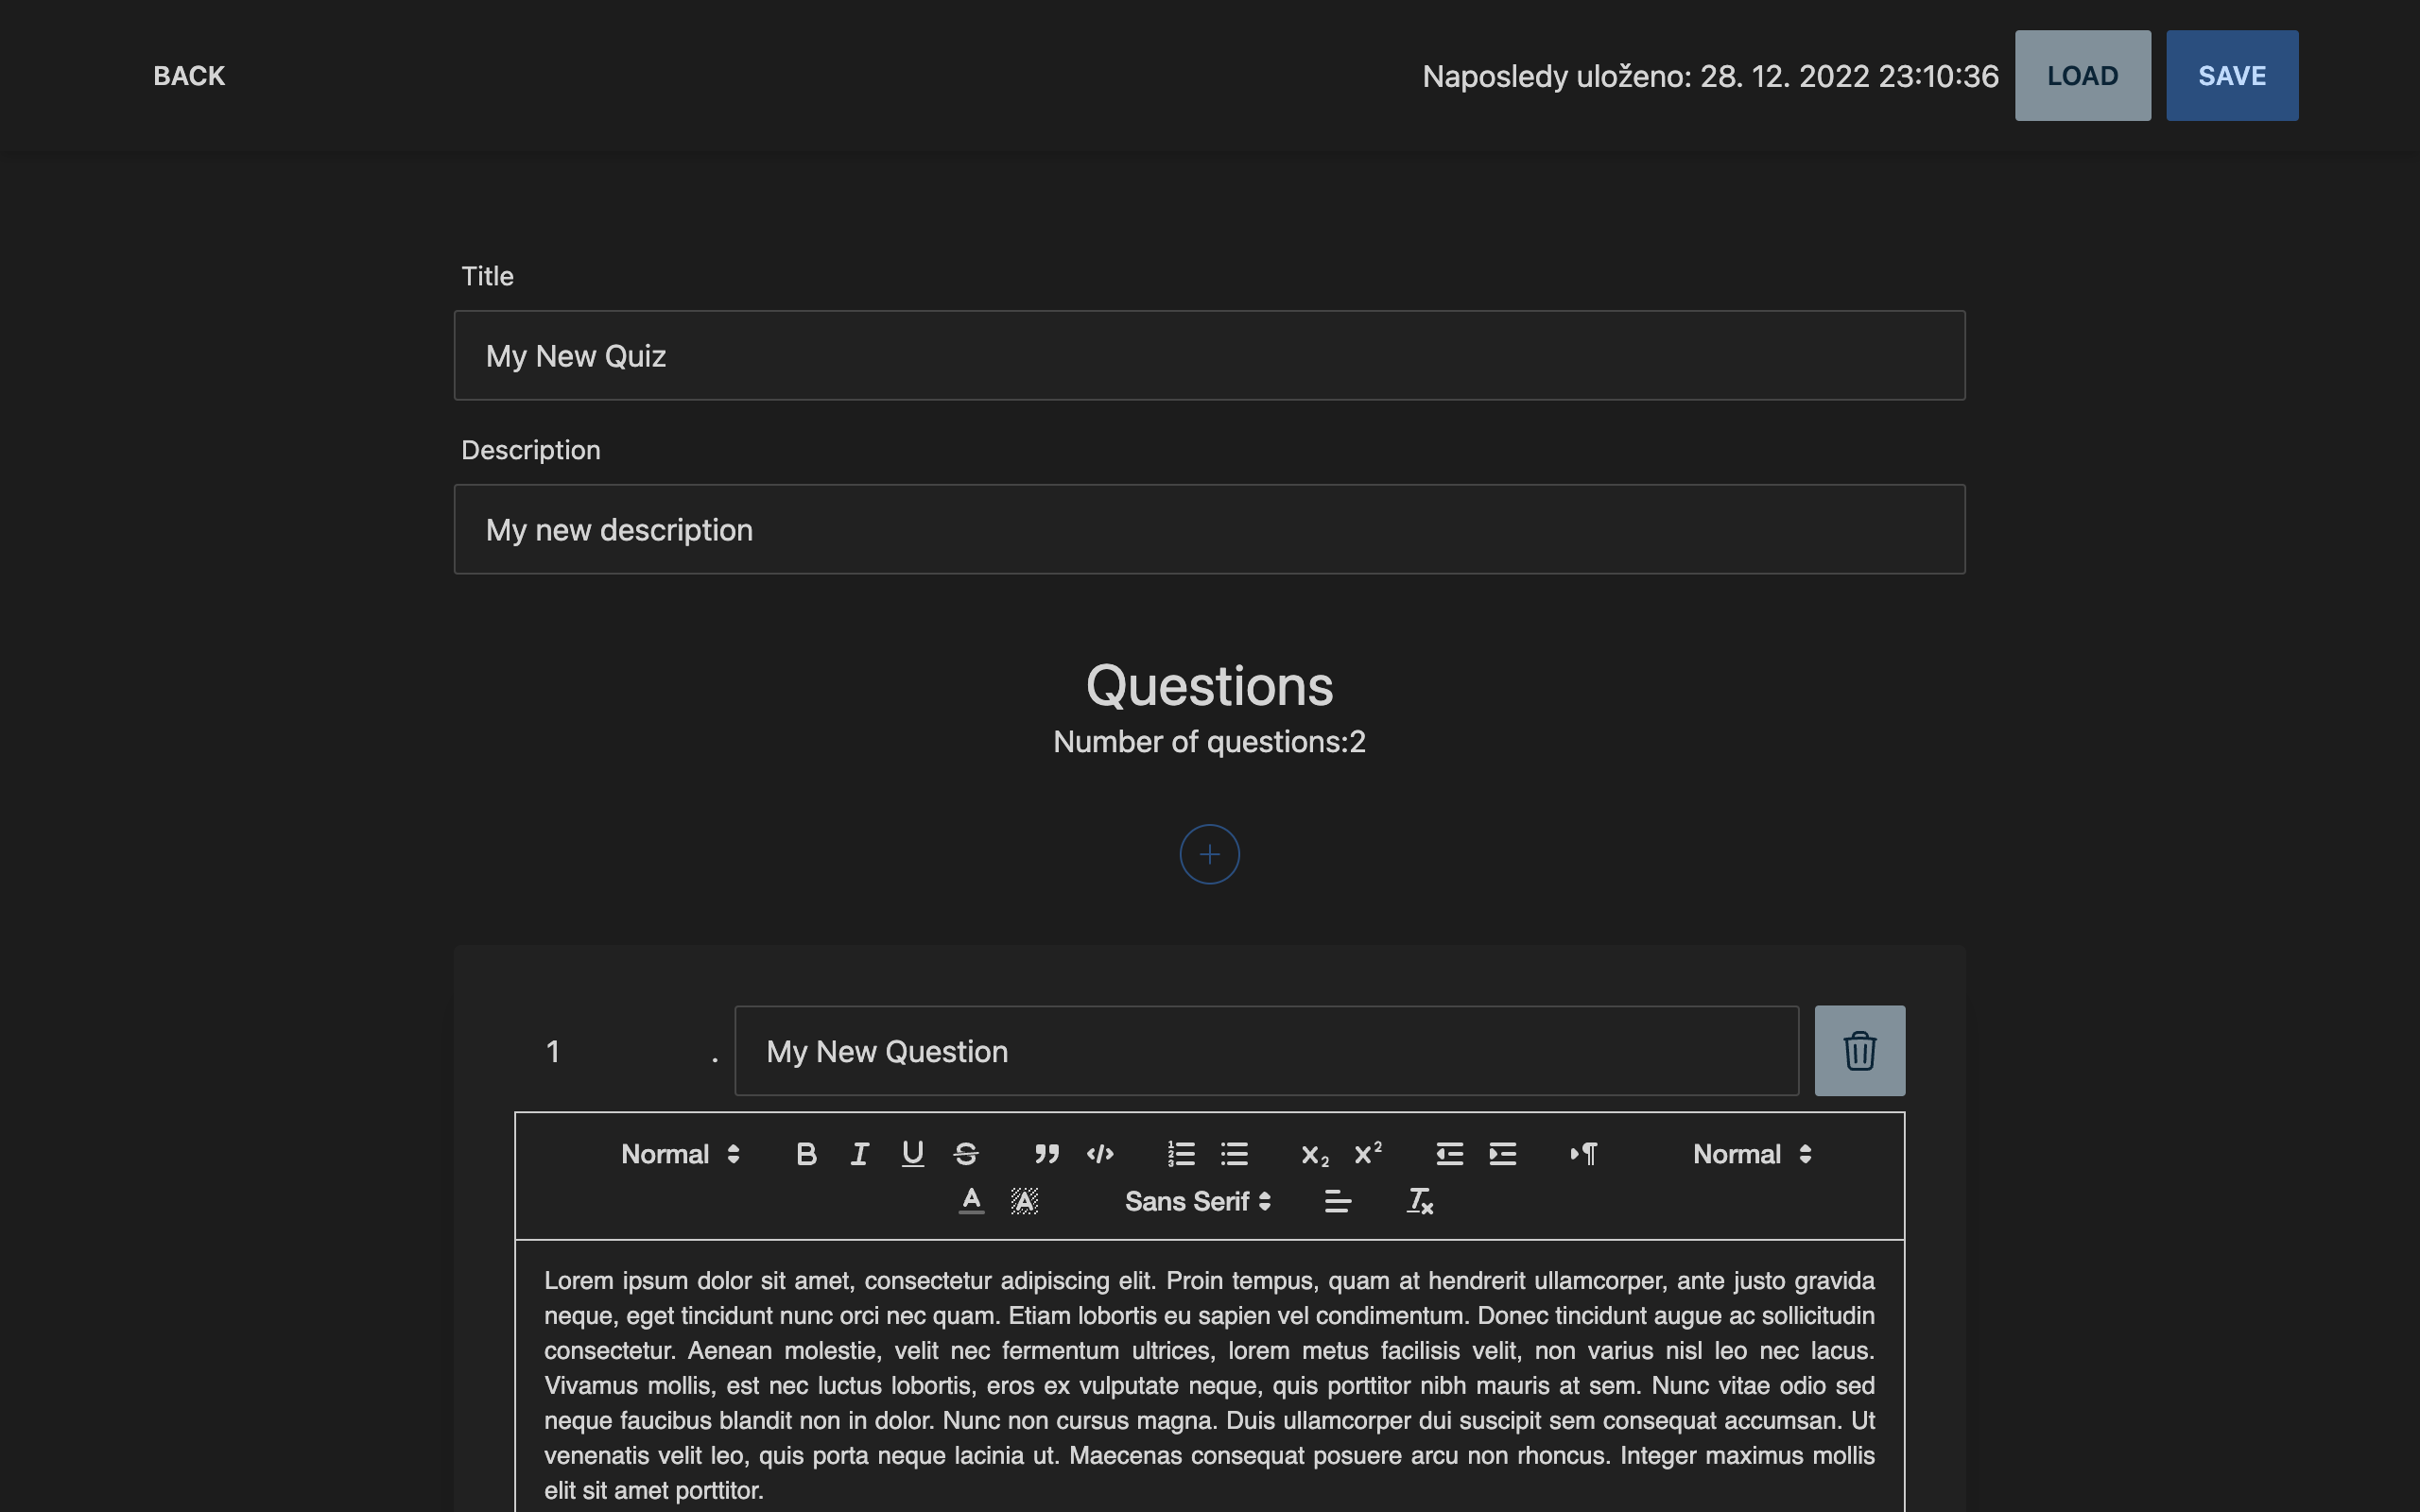 BACK
Naposledy uloženo: 28. 12. 2022 23:10:36
LOAD
SAVE
Title
My New Quiz
Description
My new description
Questions
Number of questions:2
1 .
My New Question
Normal
Normal
Sans Serif
Lorem ipsum dolor sit amet, consectetur adipiscing elit. Proin tempus, quam at hendrerit ullamcorper, ante justo gravida
neque, eget tincidunt nunc orci nec quam. Etiam lobortis eu sapien vel condimentum. Donec tincidunt augue ac sollicitudin
consectetur. Aenean molestie, velit nec fermentum ultrices, lorem metus facilisis velit, non varius nisl leo nec lacus.
Vivamus mollis, est nec luctus lobortis, eros ex vulputate neque, quis porttitor nibh mauris at sem. Nunc vitae odio sed
neque faucibus blandit non in dolor. Nunc non cursus magna. Duis ullamcorper dui suscipit sem consequat accumsan. Ut
venenatis velit leo, quis porta neque lacinia ut. Maecenas consequat posuere arcu non rhoncus. Integer maximus mollis
elit sit amet porttitor.